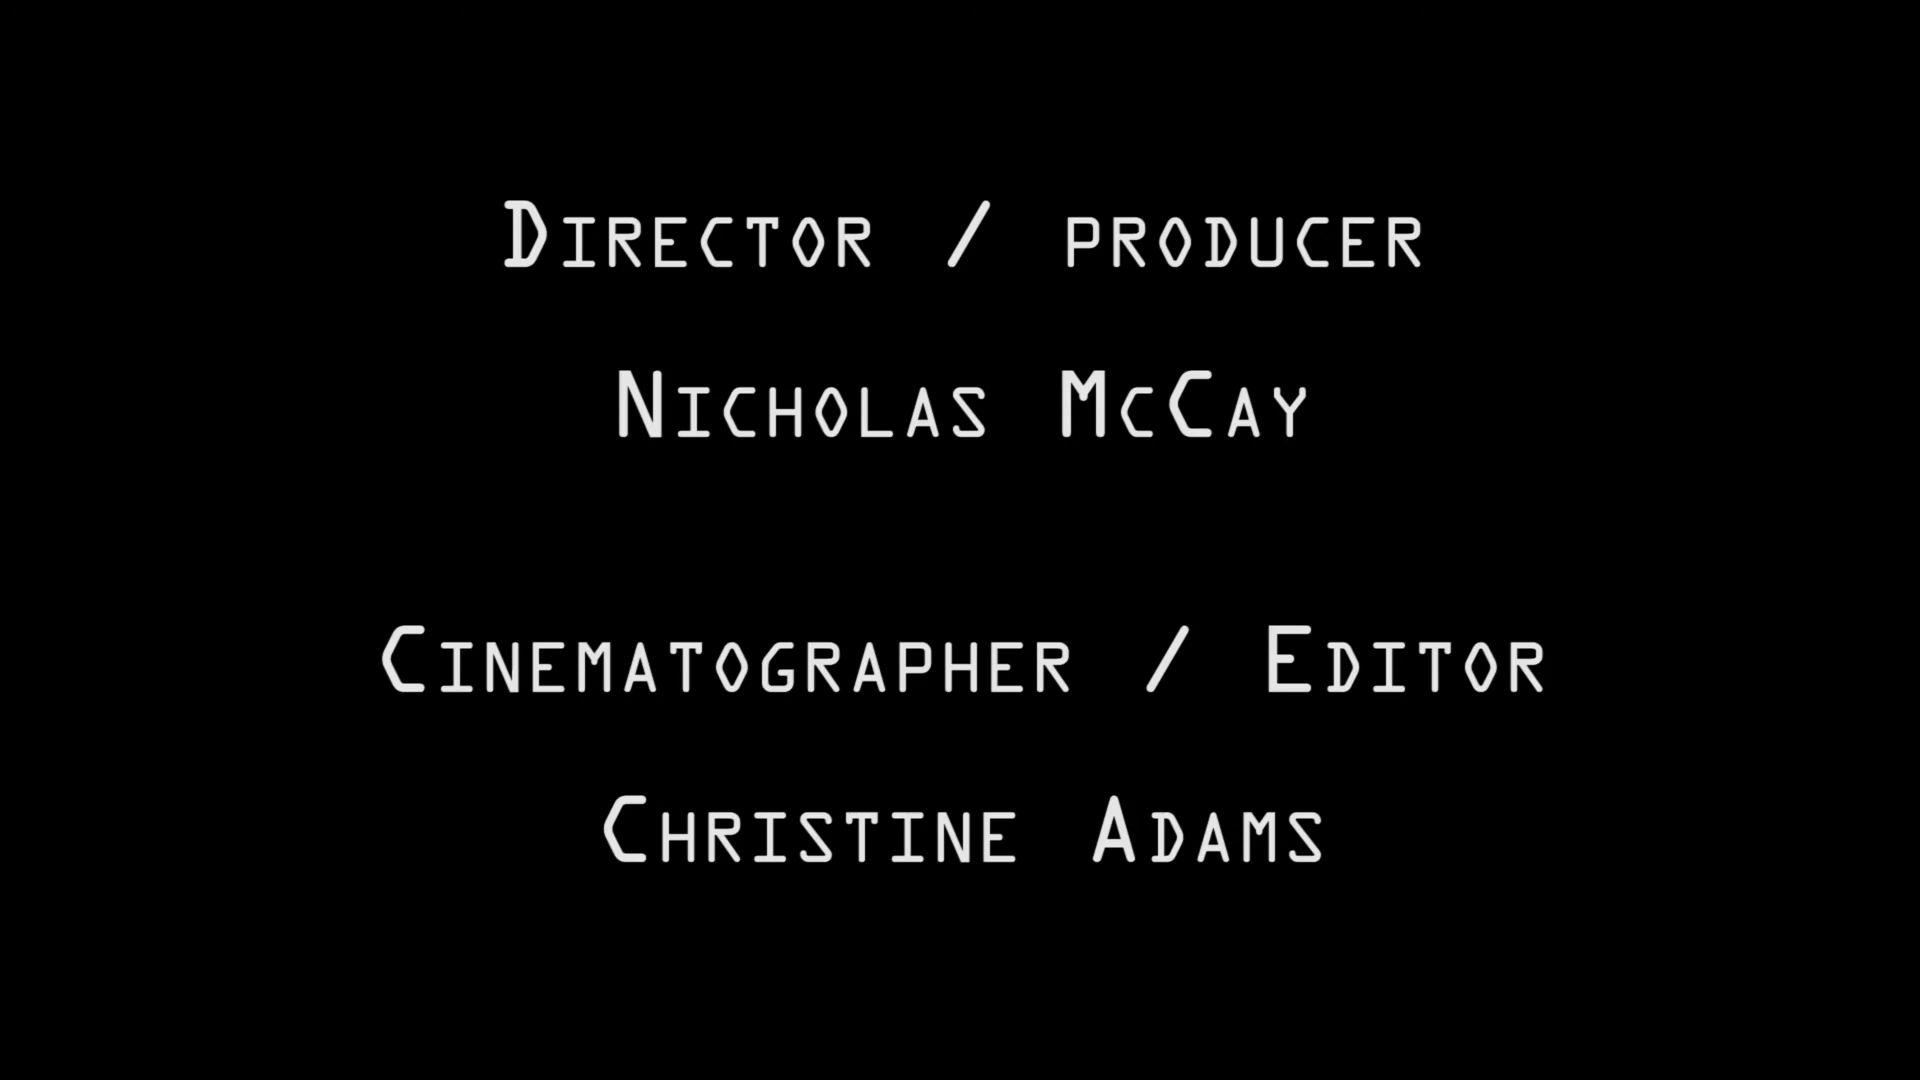 Director / producer
Nicholas McCay
Cinematographer / Editor
Christine Adams